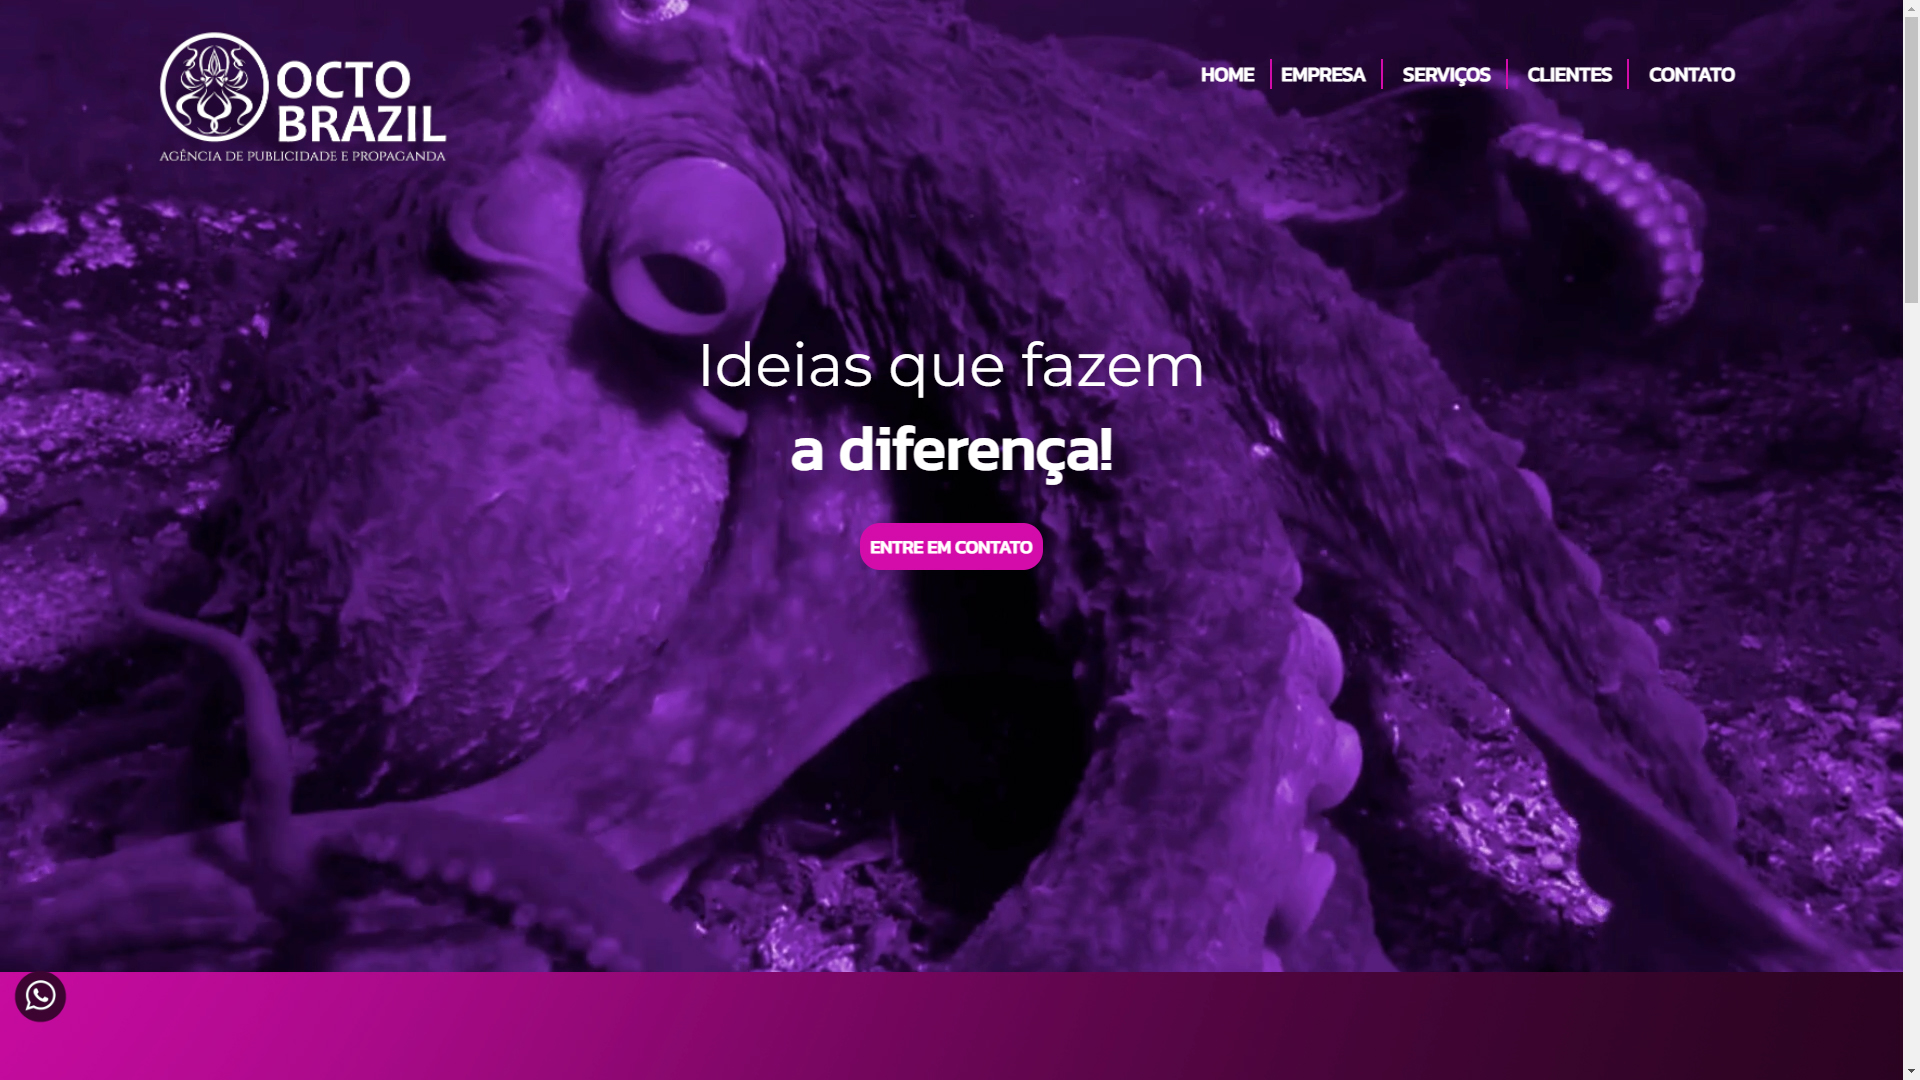 OCTO
BRAZIL
AGÊNCIA DE PUBLICIDADE E PROPAGANDA
HOME
EMPRESA
SERVIÇOS
CLIENTES
CONTATO
Ideias que fazem
a diferença!
ENTRE EM CONTATO